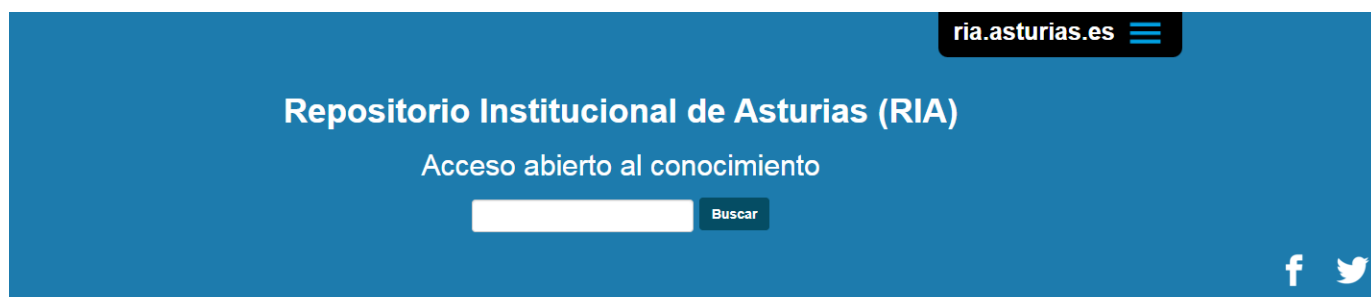 ria.asturias.es
Repositorio Institucional de Asturias (RIA)
Acceso abierto al conocimiento
Buscar